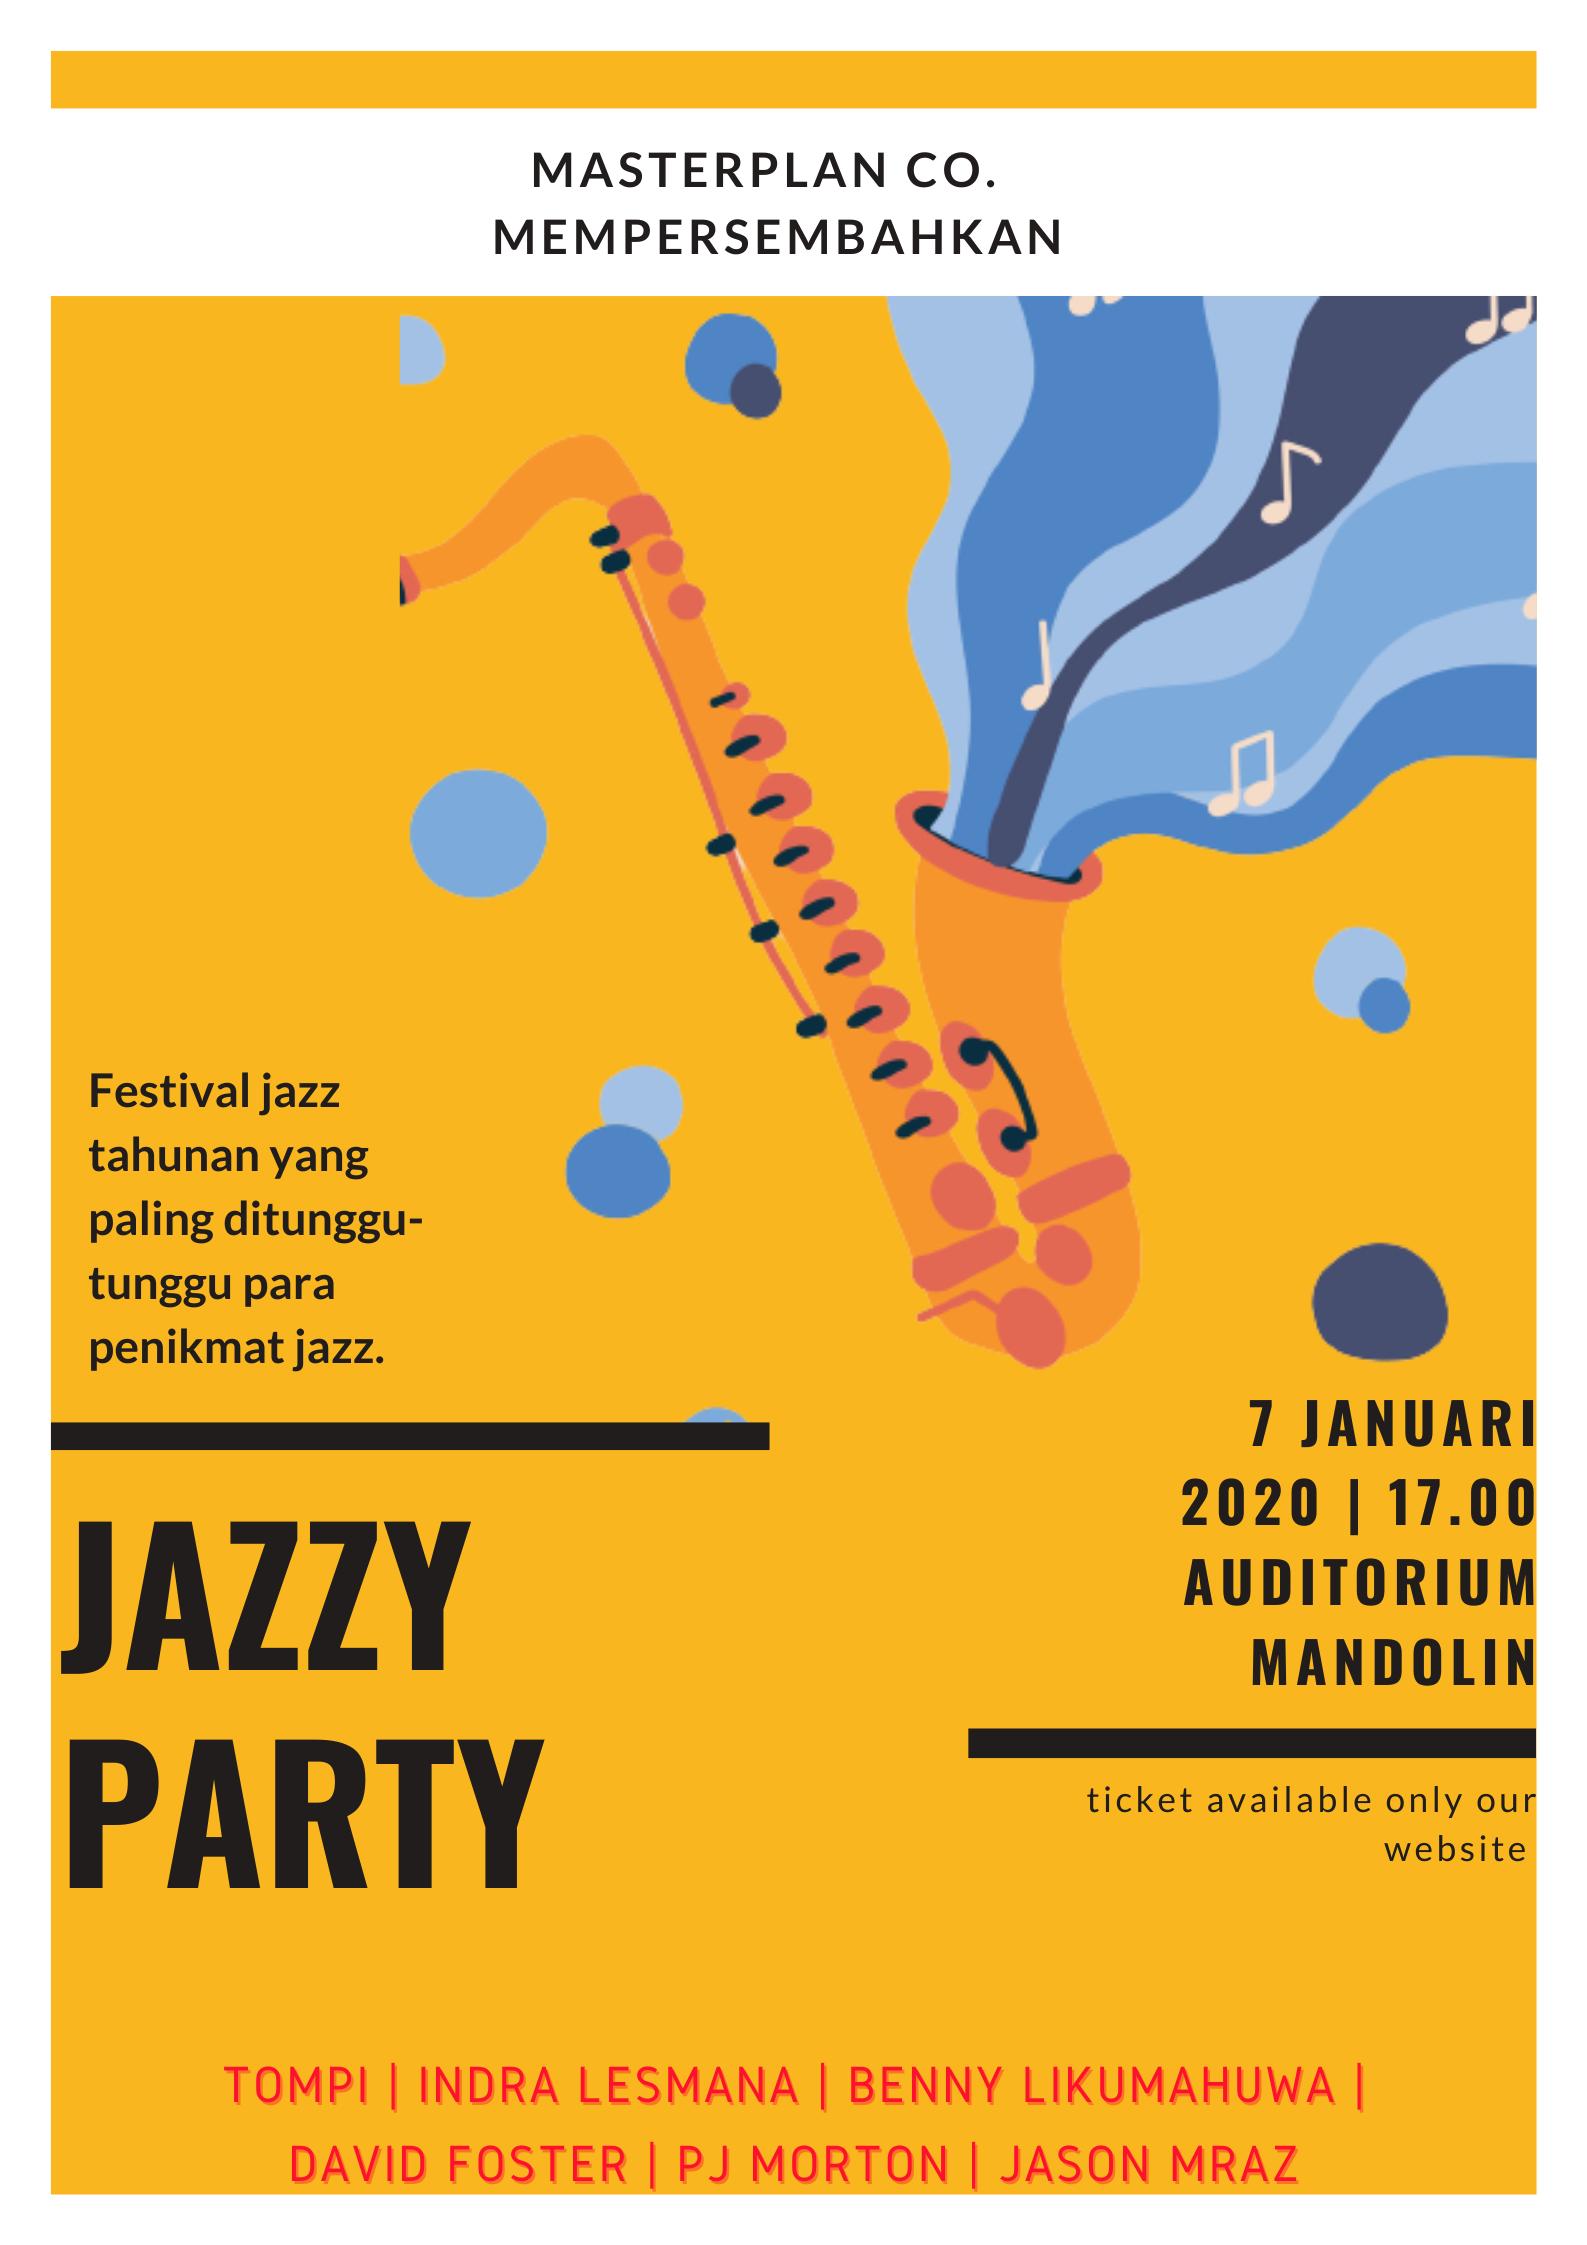 MASTERPLAN CO.
MEMPERSEMBAHKAN
Festival jazz
tahunan yang
paling ditunggu-
tunggu para
penikmat jazz.
7 JANUARI
2020 | 17.00
AUDITORIUM
MANDOLIN
JAZZY
PARTY
ticket available only our
website
TOMPI | INDRA LESMANA | BENNY LIKUMAHUWA |
DAVID FOSTER | PJ MORTON | JASON MRAZ